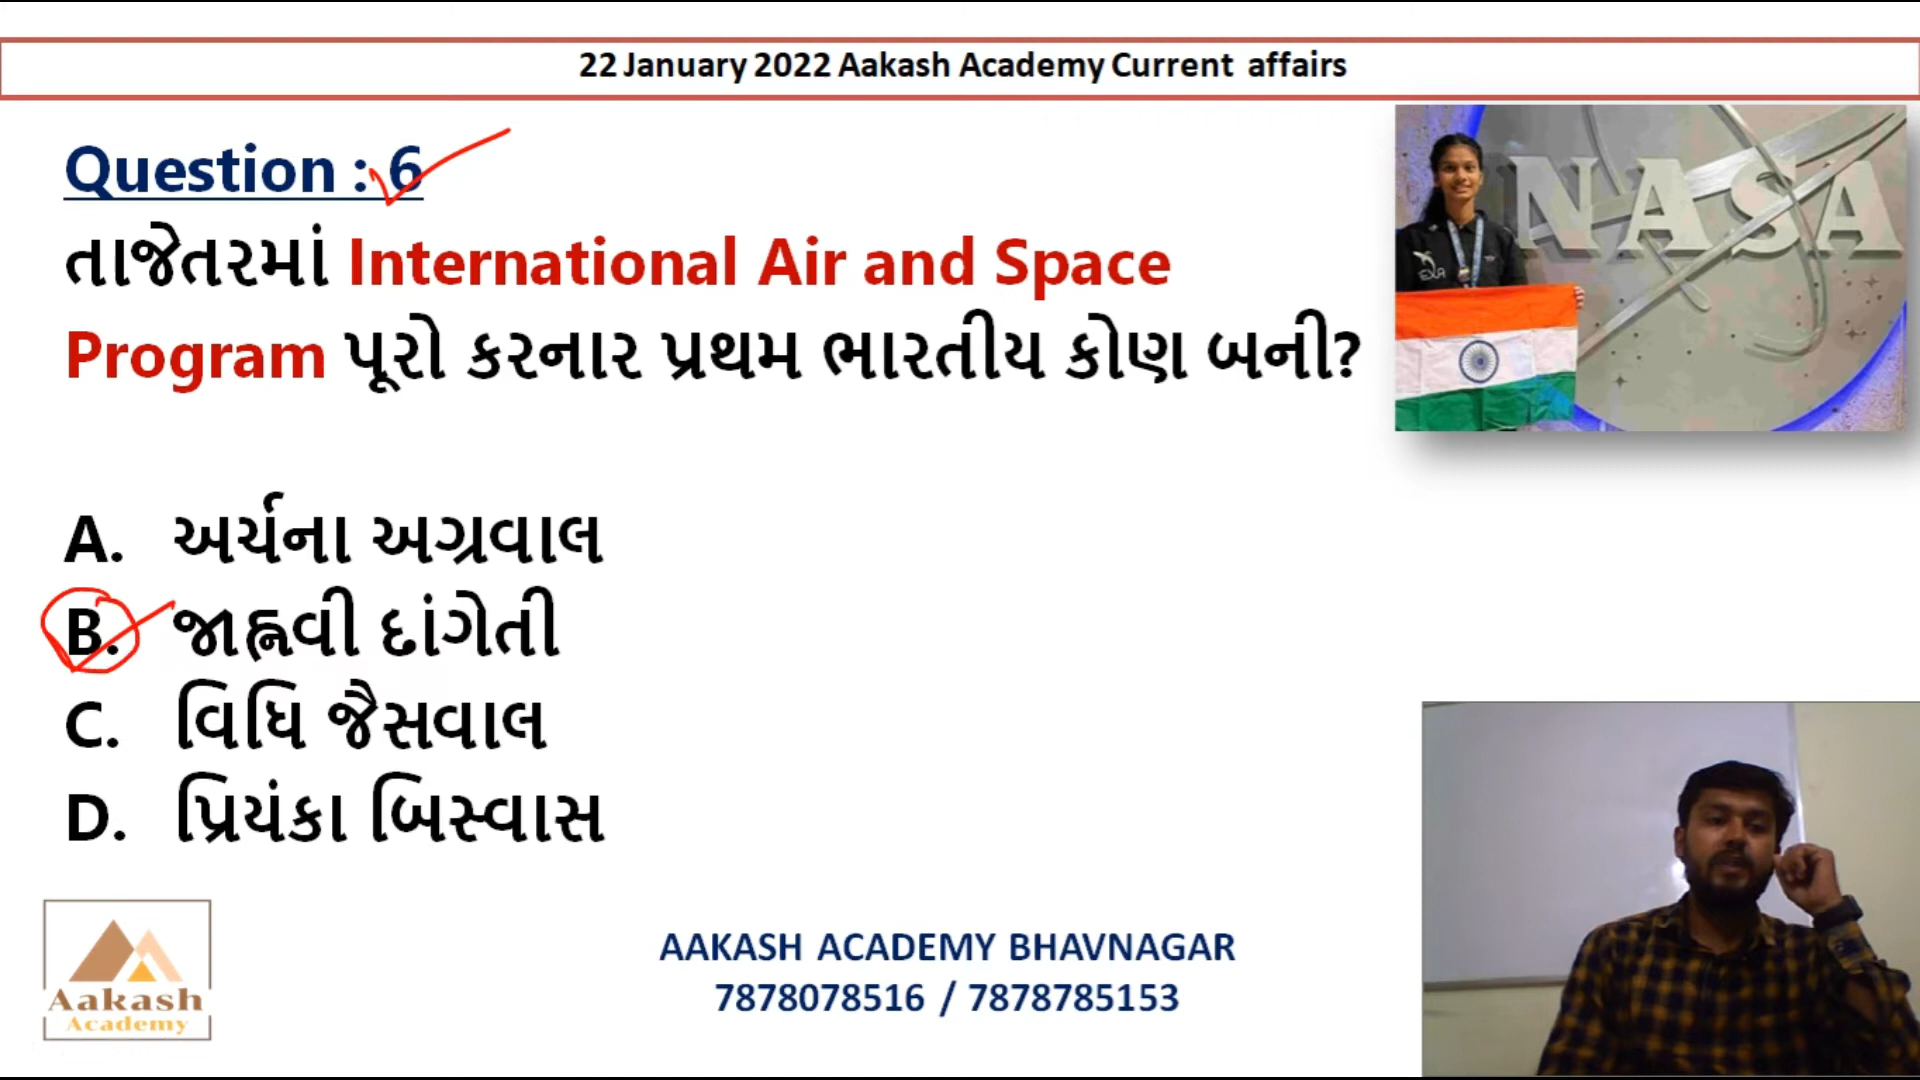 22 January 2022 Aakash Academy Current affairs
Question : 6
તાજેતરમાં International Air and Space
Program પૂરો કરનાર પ્રથમ ભારતીય કોણ બની?
NASA
A. અર્ચના અગ્રવાલ
B. જાહ્નવી દાંગેતી
C. વિધિ જૈસવાલ
D. પ્રિયંકા બિસ્વાસ
Aakash
Academy
AAKASH ACADEMY BHAVNAGAR
7878078516 / 7878785153